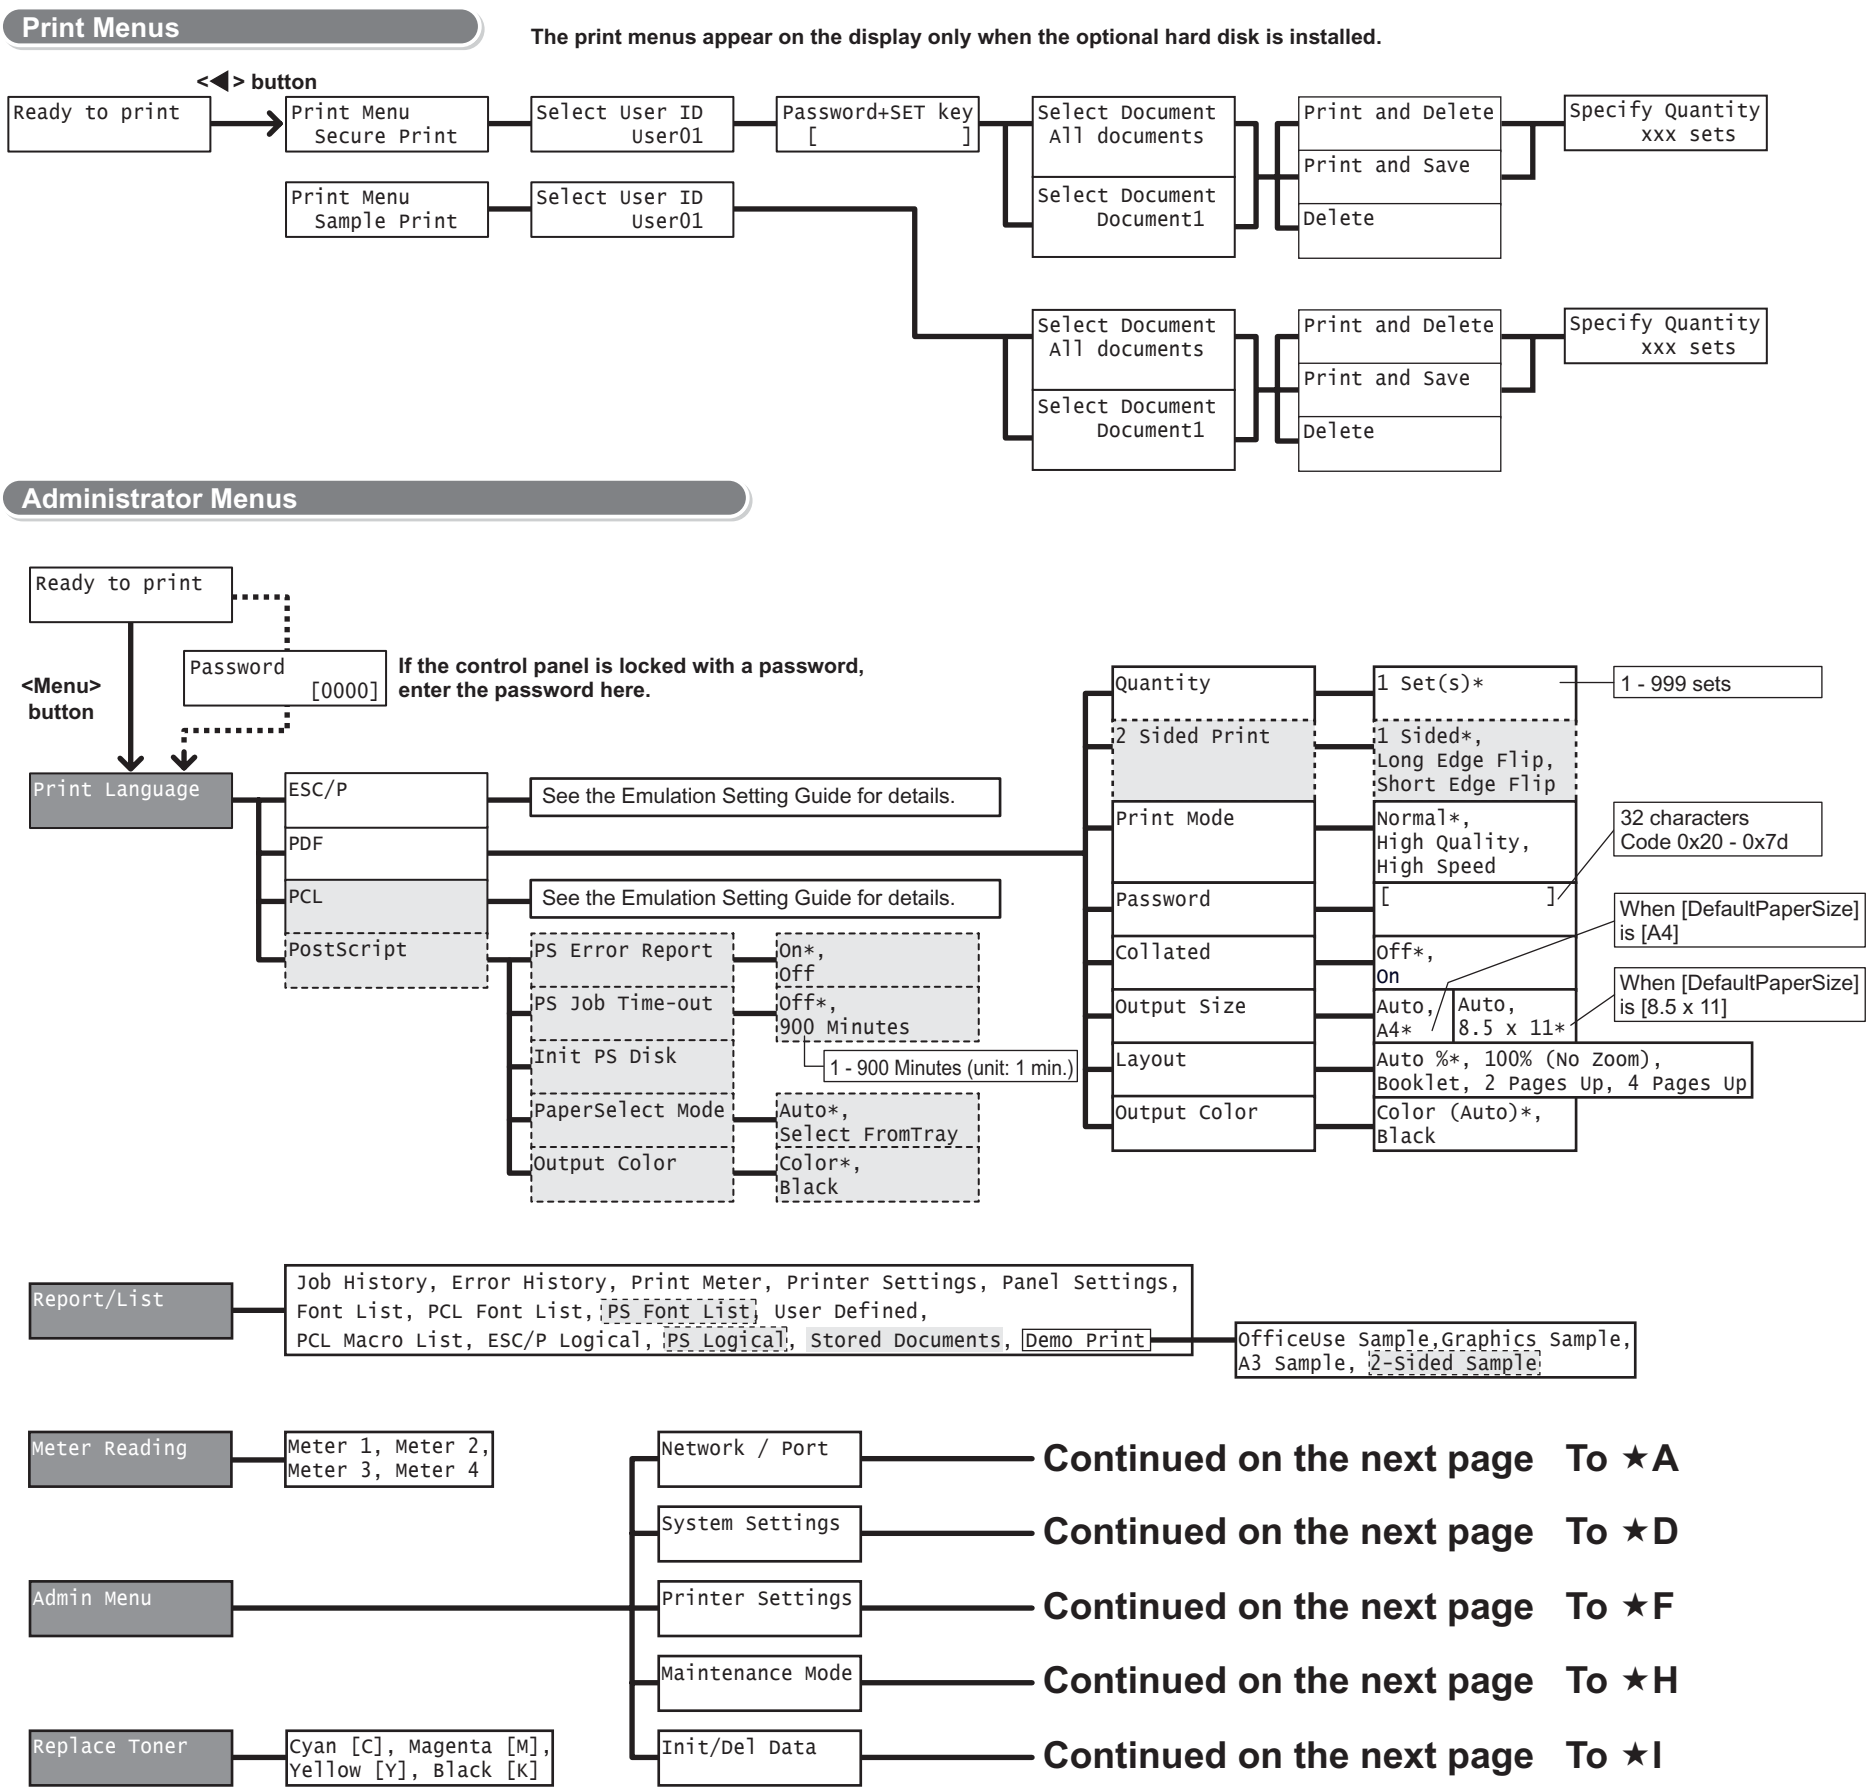 Print Menus
The print menus appear on the display only when the optional hard disk is installed.
<◀> button
Ready to print
Print Menu
Secure Print
Select User ID
User01
Password+SET key
[ ]
Select Document
All documents
Select Document
Document1
Print and Delete
Print and Save
Delete
Specify Quantity
xxx sets
Print Menu
Sample Print
Select User ID
User01
Select Document
All documents
Select Document
Document1
Print and Delete
Print and Save
Delete
Specify Quantity
xxx sets
Administrator Menus
Ready to print
<Menu>
button
Password
[0000]
If the control panel is locked with a password,
enter the password here.
Print Language
ESC/P
See the Emulation Setting Guide for details.
PDF
PCL
See the Emulation Setting Guide for details.
PostScript
PS Error Report
On*,
Off
PS Job Time-out
Off*,
900 Minutes
1 - 900 Minutes (unit: 1 min.)
Init PS Disk
PaperSelect Mode
Auto*,
Select FromTray
Output Color
Color*,
Black
Quantity
1 Set(s)*
1 - 999 sets
2 Sided Print
1 Sided*,
Long Edge Flip,
Short Edge Flip
Print Mode
Normal*,
High Quality,
High Speed
32 characters
Code 0x20 - 0x7d
Password
[ ]
Collated
Off*,
On
When [DefaultPaperSize]
is [A4]
Output Size
Auto,
A4*
Auto,
8.5 x 11*
When [DefaultPaperSize]
is [8.5 x 11]
Layout
Auto %*, 100% (No Zoom),
Booklet, 2 Pages Up, 4 Pages Up
Output Color
Color (Auto)*,
Black
Report/List
Job History, Error History, Print Meter, Printer Settings, Panel Settings,
Font List, PCL Font List, PS Font List, User Defined,
PCL Macro List, ESC/P Logical, PS Logical, Stored Documents, Demo Print
OfficeUse Sample,Graphics Sample,
A3 Sample, 2-Sided Sample
Meter Reading
Meter 1, Meter 2,
Meter 3, Meter 4
Admin Menu
Network / Port
Continued on the next page To ★A
System Settings
Continued on the next page To ★D
Printer Settings
Continued on the next page To ★F
Maintenance Mode
Continued on the next page To ★H
Init/Del Data
Continued on the next page To ★I
Replace Toner
Cyan [C], Magenta [M],
Yellow [Y], Black [K]